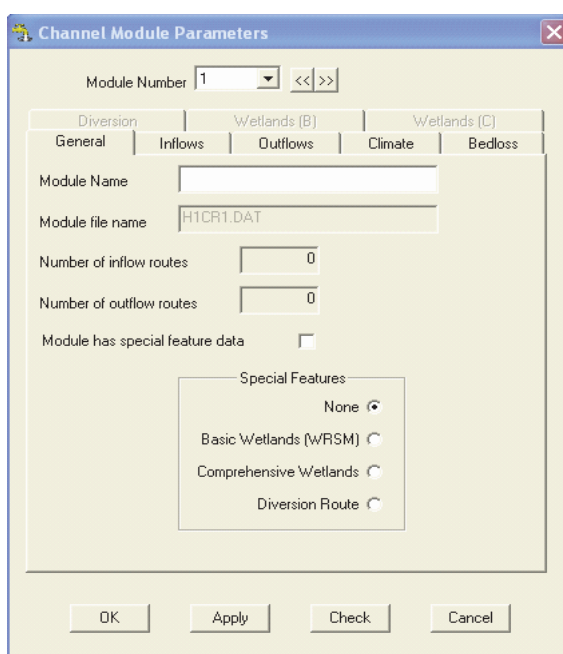 Channel Module Parameters
Module Number 1 << >>
Diversion Wetlands (B) Wetlands (C)
General Inflows Outflows Climate Bedloss
Module Name
Module file name H1CR1.DAT
Number of inflow routes 0
Number of outflow routes 0
Module has special feature data
Special Features
None
Basic Wetlands (WRSM)
Comprehensive Wetlands
Diversion Route
OK Apply Check Cancel